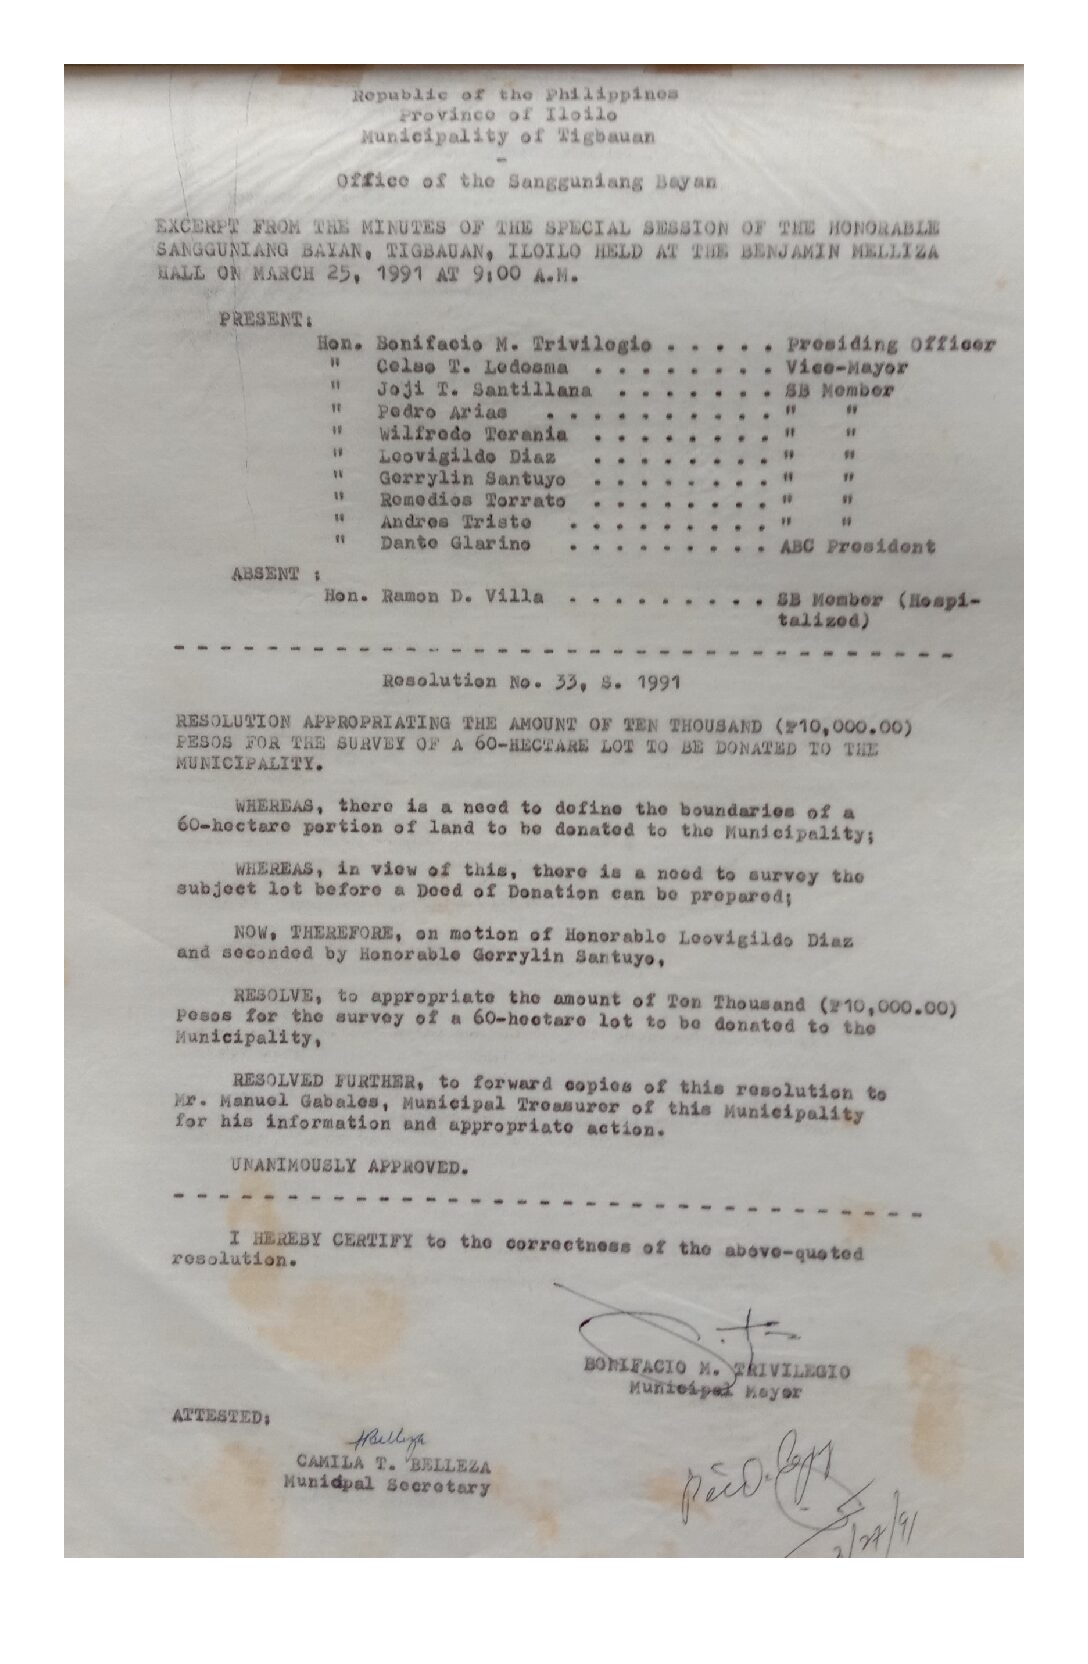 Republic of the Philippines
Province of Iloilo
Municipality of Tigbauan
-
Office of the Sangguniang Bayan
EXCERPT FROM THE MINUTES OF THE SPECIAL SESSION OF THE HONORABLE
SANGGUNIANG BAYAN, TIGBAUAN, ILOILO HELD AT THE BENJAMIN MELLIZA
HALL ON MARCH 25, 1991 AT 9:00 A.M.
PRESENT:
Hon. Bonifacio M. Trivilegio . . . . . Presiding Officer
" Celso T. Ledesma . . . . . . . . Vice-Mayor
" Joji T. Santillana . . . . . . . SB Member
" Pedro Arias . . . . . . . . . . " "
" Wilfredo Torania . . . . . . . . " "
" Leovigildo Diaz . . . . . . . . " "
" Gerrylin Santuyo . . . . . . . . " "
" Remedios Torrato . . . . . . . . " "
" Andres Triste . . . . . . . . . " "
" Dante Glarino . . . . . . . . . ABC President
ABSENT :
Hon. Ramon D. Villa . . . . . . . . . SB Member (Hospi-
talized)
- - - - - - - - - - - - - - - - - - - - - - - - - - - - - - - - - -
Resolution No. 33, S. 1991
RESOLUTION APPROPRIATING THE AMOUNT OF TEN THOUSAND (₱10,000.00)
PESOS FOR THE SURVEY OF A 60-HECTARE LOT TO BE DONATED TO THE
MUNICIPALITY.
WHEREAS, there is a need to define the boundaries of a
60-hectare portion of land to be donated to the Municipality;
WHEREAS, in view of this, there is a need to survey the
subject lot before a Deed of Donation can be prepared;
NOW, THEREFORE, on motion of Honorable Leovigildo Diaz
and seconded by Honorable Gerrylin Santuyo,
RESOLVE, to appropriate the amount of Ten Thousand (₱10,000.00)
Pesos for the survey of a 60-hectare lot to be donated to the
Municipality,
RESOLVED FURTHER, to forward copies of this resolution to
Mr. Manuel Gabales, Municipal Treasurer of this Municipality
for his information and appropriate action.
UNANIMOUSLY APPROVED.
- - - - - - - - - - - - - - - - - - - - - - - - - - - - - - - - -
I HEREBY CERTIFY to the correctness of the above-quoted
resolution.
BONIFACIO M. TRIVILEGIO
Municipal Mayor
ATTESTED:
CAMILA T. BELLEZA
Municipal Secretary
Rec'd. Copy
/27/91